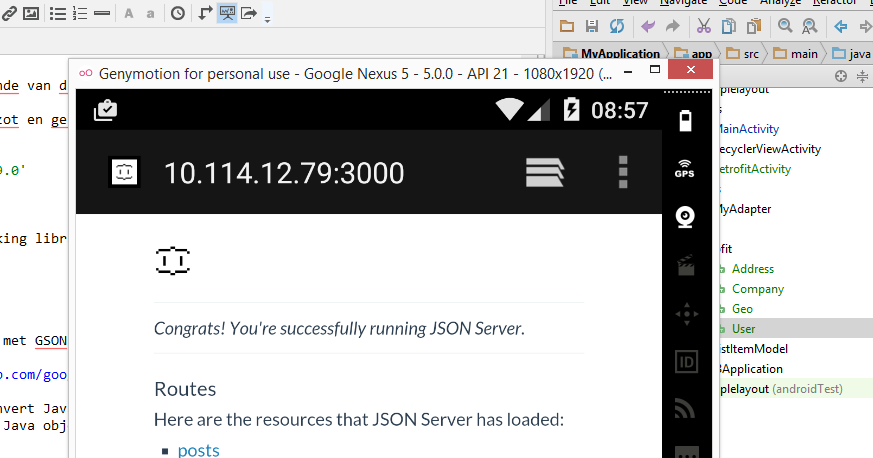 File Edit View Navigate Code Analyze Refactor
MyApplication app src main java
Genymotion for personal use - Google Nexus 5 - 5.0.0 - API 21 - 1080x1920 (...
08:57
10.114.12.79:3000
GPS
ID
Congrats! You're successfully running JSON Server.
Routes
Here are the resources that JSON Server has loaded:
posts
nde van d
zot en ge
9.0'
king libr
met GSON
o.com/goo
nvert Jav
Java obj
plelayout
s
MainActivity
ecyclerViewActivity
etrofitActivity
s
MyAdapter
fit
Address
Company
Geo
User
istItemModel
BApplication
plelayout (androidTest)